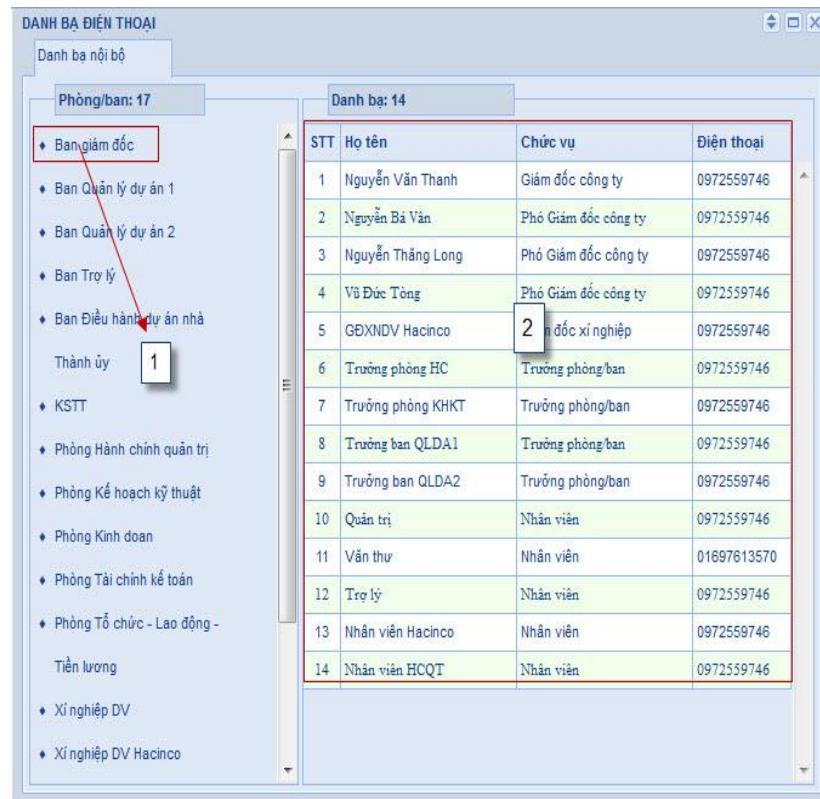 DANH BẠ ĐIỆN THOẠI
Danh bạ nội bộ
Phòng/ban: 17
Ban giám đốc
Ban Quản lý dự án 1
Ban Quản lý dự án 2
Ban Trợ lý
Ban Điều hành dự án nhà
Thành ủy
1
KSTT
Phòng Hành chính quản trị
Phòng Kế hoạch kỹ thuật
Phòng Kinh doan
Phòng Tài chính kế toán
Phòng Tổ chức - Lao động -
Tiền lương
Xí nghiệp DV
Xí nghiệp DV Hacinco
Danh bạ: 14
STT Họ tên Chức vụ Điện thoại
1 Nguyễn Văn Thanh Giám đốc công ty 0972559746
2 Nguyễn Bá Vân Phó Giám đốc công ty 0972559746
3 Nguyễn Thăng Long Phó Giám đốc công ty 0972559746
4 Vũ Đức Tòng Phó Giám đốc công ty 0972559746
5 GĐXNDV Hacinco 2 đốc xí nghiệp 0972559746
6 Trưởng phòng HC Trưởng phòng/ban 0972559746
7 Trưởng phòng KHKT Trưởng phòng/ban 0972559746
8 Trưởng ban QLDA1 Trưởng phòng/ban 0972559746
9 Trưởng ban QLDA2 Trưởng phòng/ban 0972559746
10 Quản trị Nhân viên 0972559746
11 Văn thư Nhân viên 01697613570
12 Trợ lý Nhân viên 0972559746
13 Nhân viên Hacinco Nhân viên 0972559746
14 Nhân viên HCQT Nhân viên 0972559746